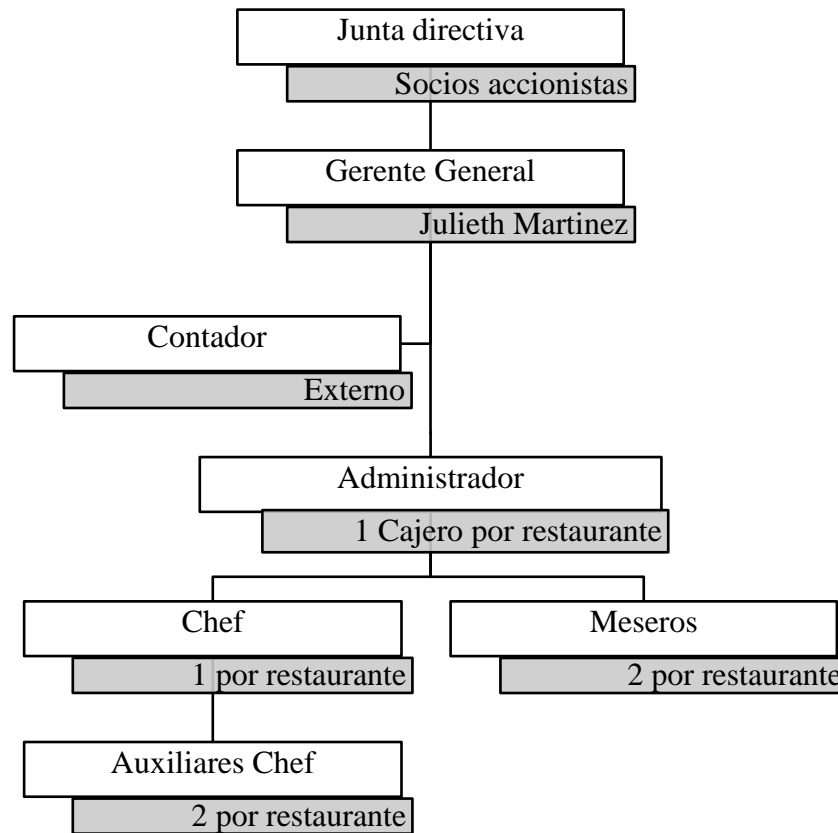 Junta directiva
Socios accionistas
Gerente General
Julieth Martinez
Contador
Externo
Administrador
1 Cajero por restaurante
Chef
1 por restaurante
Meseros
2 por restaurante
Auxiliares Chef
2 por restaurante